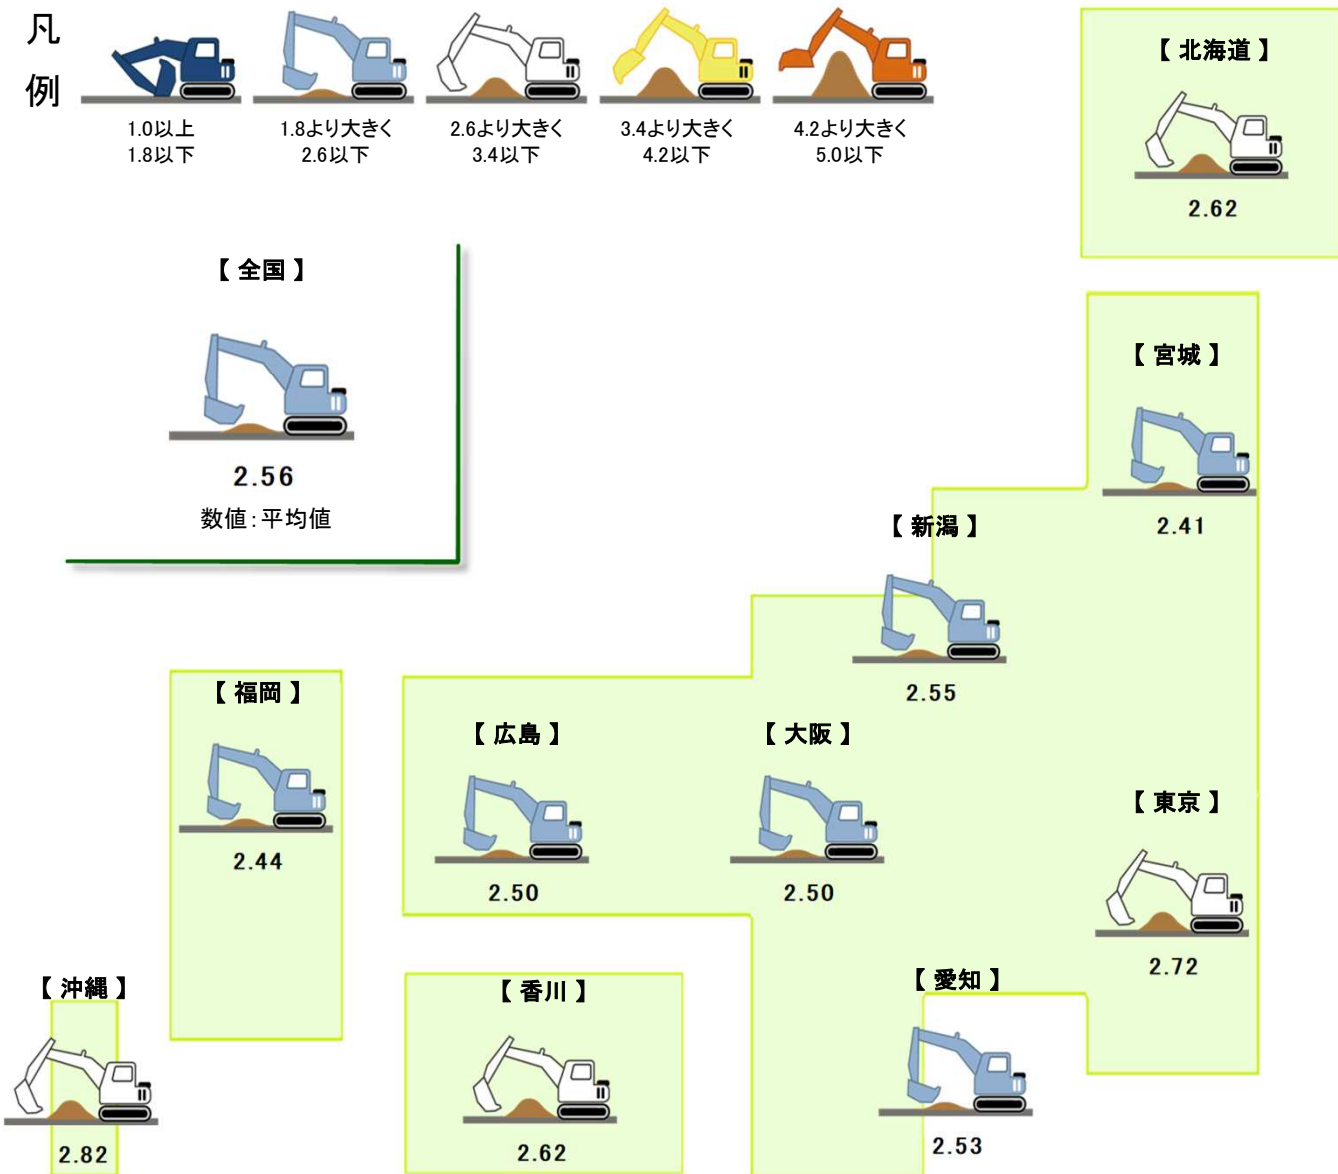 凡
例
1.0以上
1.8以下
1.8より大きく
2.6以下
2.6より大きく
3.4以下
3.4より大きく
4.2以下
4.2より大きく
5.0以下
【 北海道 】
2.62
【 全国 】
2.56
数値:平均値
【 宮城 】
2.41
【 新潟 】
2.55
【 福岡 】
2.44
【 広島 】
2.50
【 大阪 】
2.50
【 東京 】
2.72
【 沖縄 】
2.82
【 香川 】
2.62
【 愛知 】
2.53